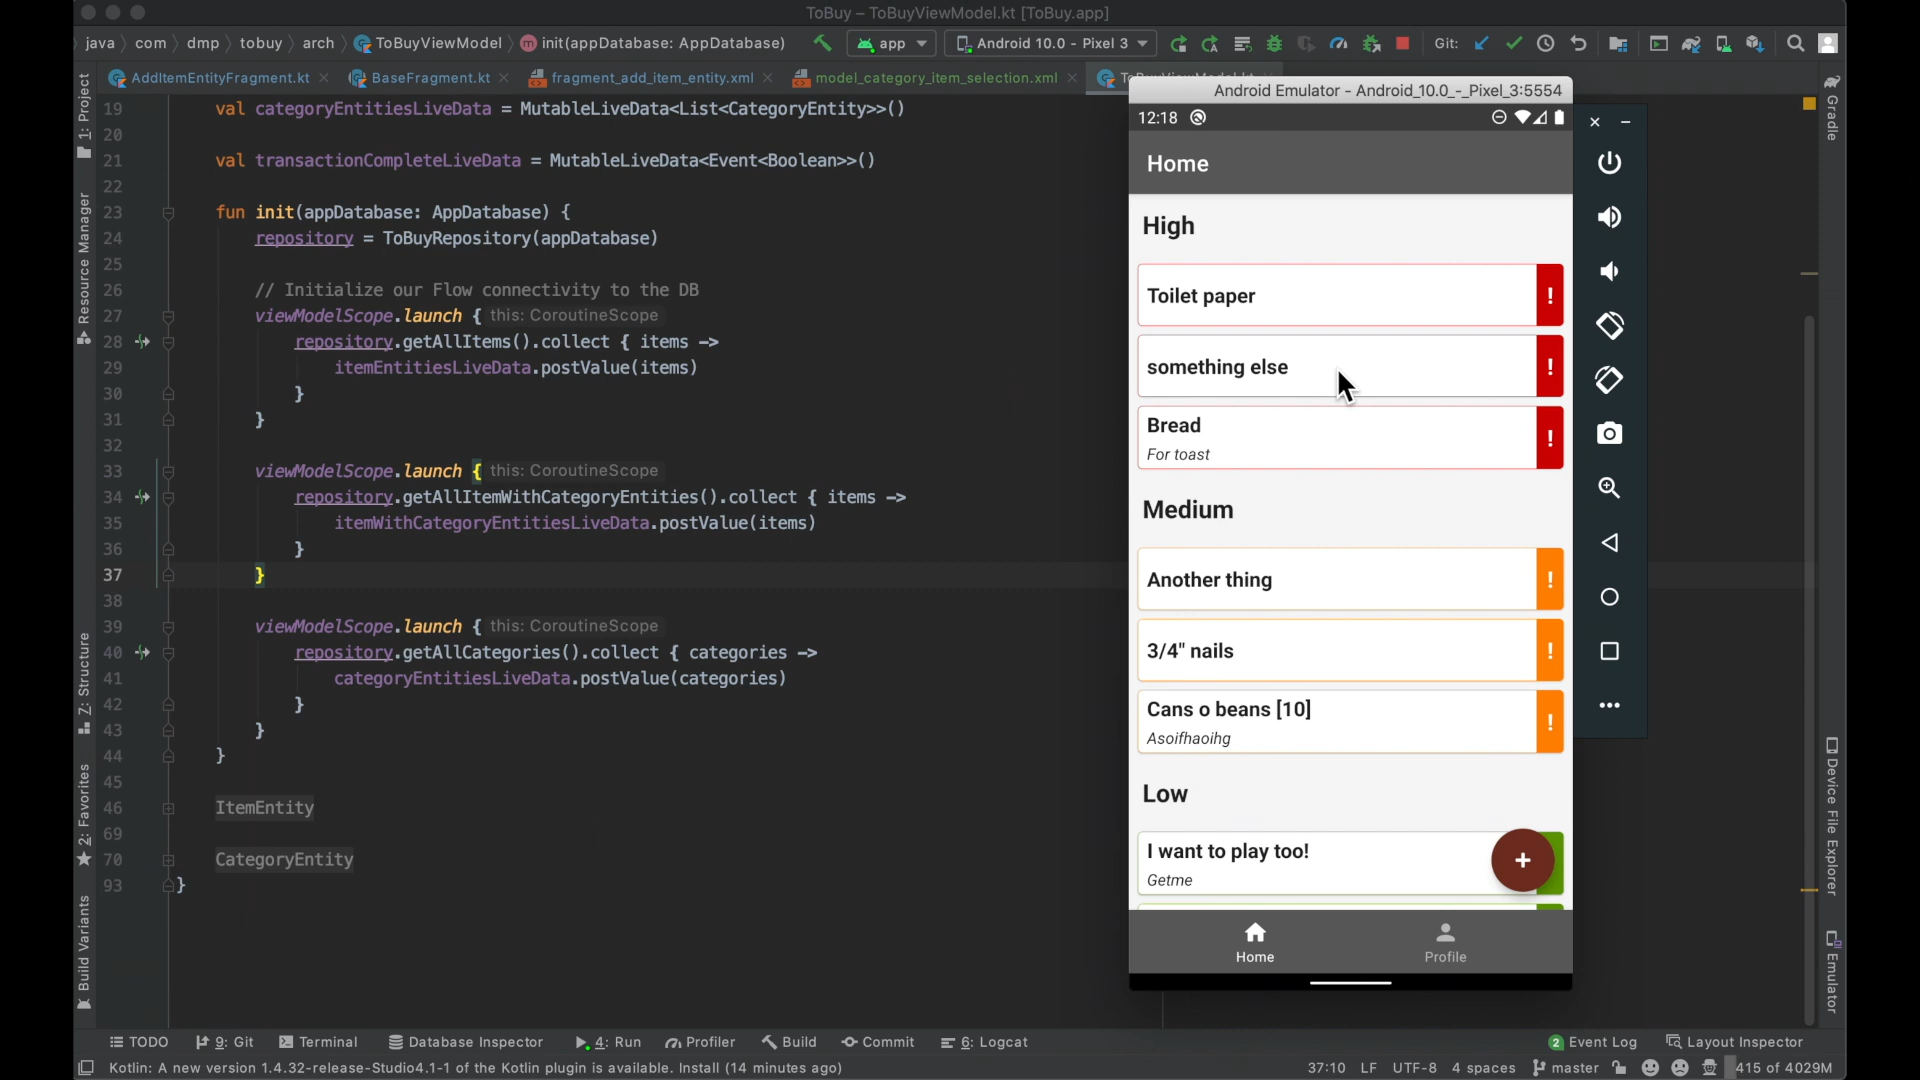 ToBuy – ToBuyViewModel.kt [ToBuy.app]
java com dmp tobuy arch ToBuyViewModel init(appDatabase: AppDatabase) app Android 10.0 - Pixel 3 Git:
AddItemEntityFragment.kt BaseFragment.kt fragment_add_item_entity.xml model_category_item_selection.xml
1: Project
Resource Manager
Z: Structure
2: Favorites
Build Variants
19 val categoryEntitiesLiveData = MutableLiveData<List<CategoryEntity>>()
20
21 val transactionCompleteLiveData = MutableLiveData<Event<Boolean>>()
22
23 fun init(appDatabase: AppDatabase) {
24 repository = ToBuyRepository(appDatabase)
25
26 // Initialize our Flow connectivity to the DB
27 viewModelScope.launch { this: CoroutineScope
28 repository.getAllItems().collect { items ->
29 itemEntitiesLiveData.postValue(items)
30 }
31 }
32
33 viewModelScope.launch { this: CoroutineScope
34 repository.getAllItemWithCategoryEntities().collect { items ->
35 itemWithCategoryEntitiesLiveData.postValue(items)
36 }
37 }
38
39 viewModelScope.launch { this: CoroutineScope
40 repository.getAllCategories().collect { categories ->
41 categoryEntitiesLiveData.postValue(categories)
42 }
43 }
44 }
45
46 ItemEntity
69
70 CategoryEntity
93 }
Android Emulator - Android_10.0_-_Pixel_3:5554
12:18
Home
High
Toilet paper !
something else !
Bread
For toast
!
Medium
Another thing !
3/4" nails !
Cans o beans [10]
Asoifhaoihg
!
Low
I want to play too!
Getme
+
Home Profile
Gradle
Device File Explorer
Emulator
TODO 9: Git Terminal Database Inspector 4: Run Profiler Build Commit 6: Logcat 2 Event Log Layout Inspector
Kotlin: A new version 1.4.32-release-Studio4.1-1 of the Kotlin plugin is available. Install (14 minutes ago) 37:10 LF UTF-8 4 spaces master 415 of 4029M